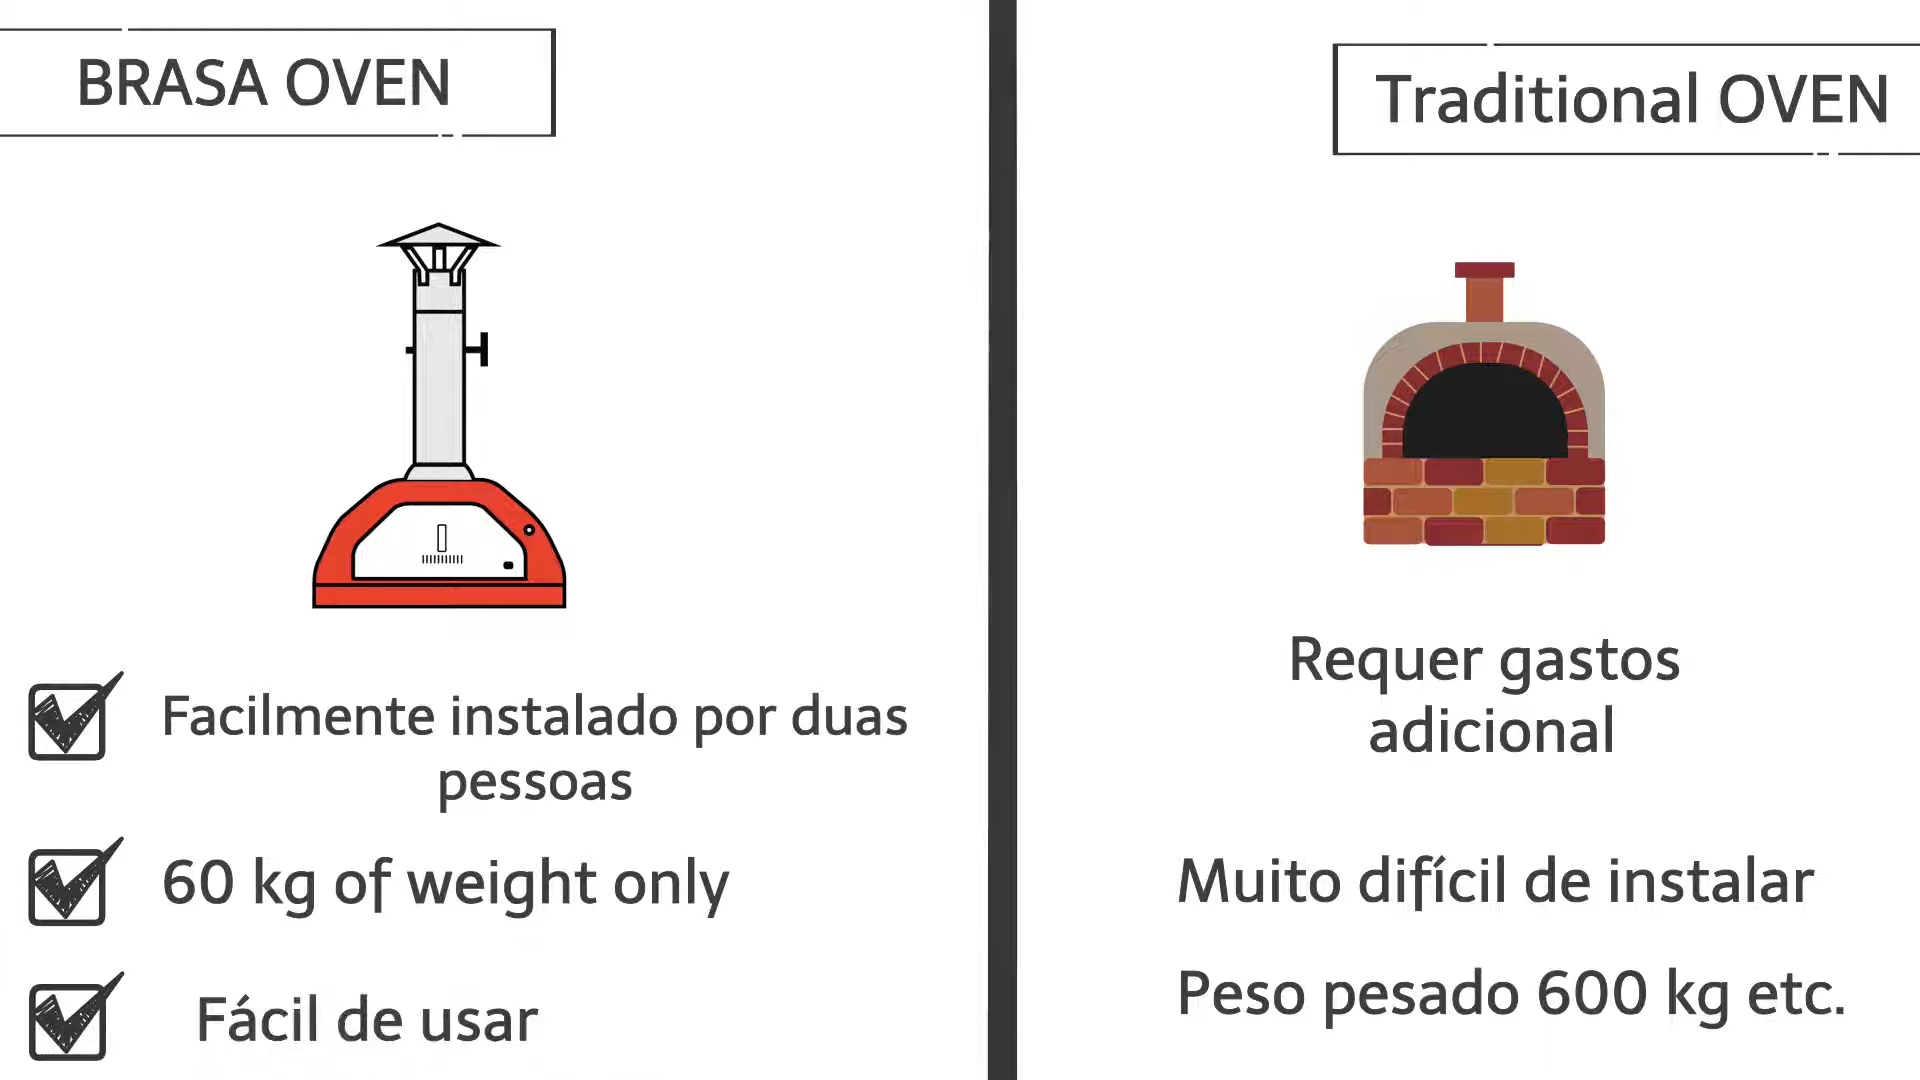 BRASA OVEN
Facilmente instalado por duas
pessoas
60 kg of weight only
Fácil de usar
Traditional OVEN
Requer gastos
adicional
Muito difícil de instalar
Peso pesado 600 kg etc.